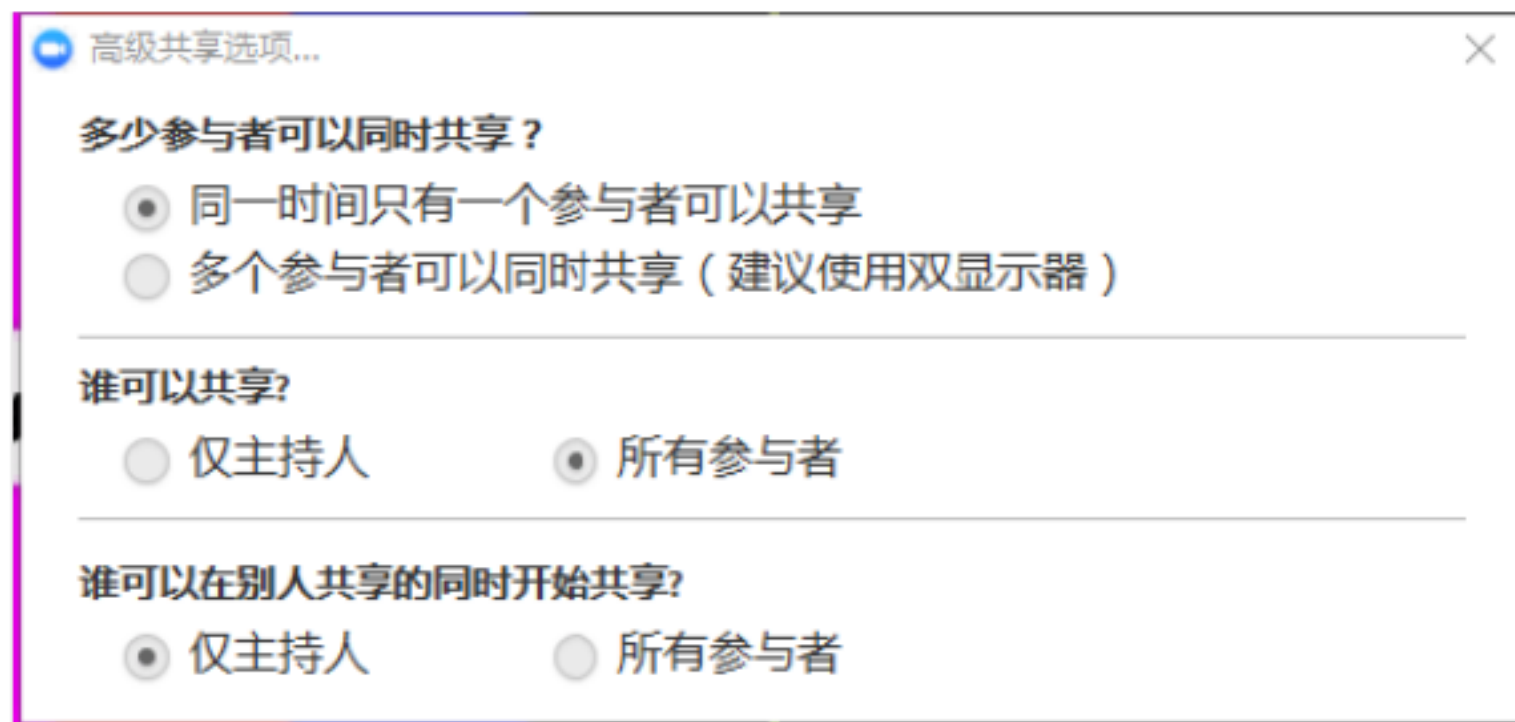 高级共享选项...
多少参与者可以同时共享？
同一时间只有一个参与者可以共享
多个参与者可以同时共享（建议使用双显示器）
谁可以共享?
仅主持人 所有参与者
谁可以在别人共享的同时开始共享?
仅主持人 所有参与者